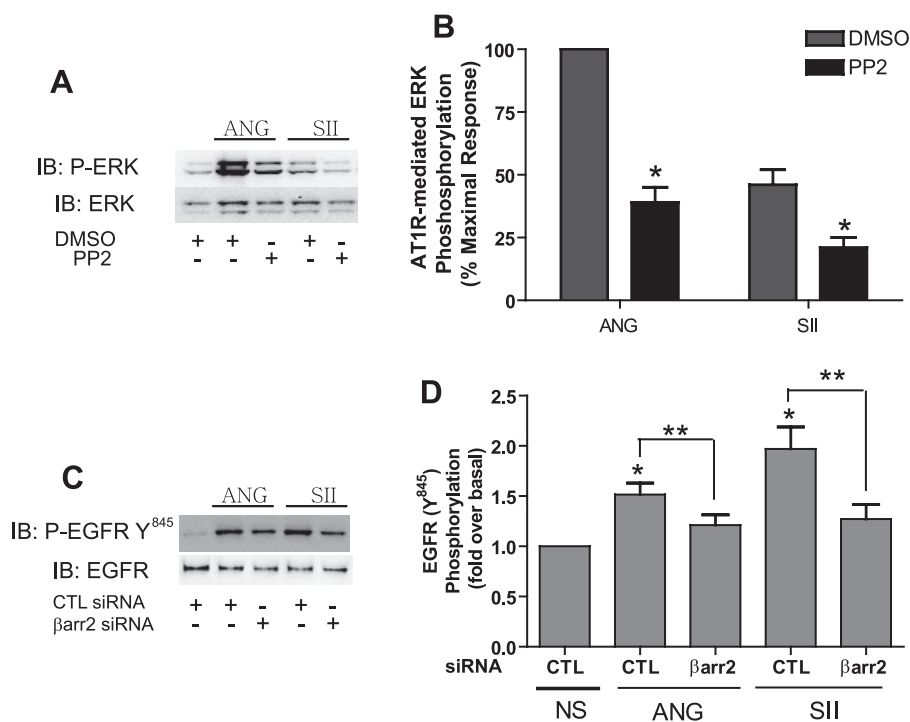 A
ANG SII
IB: P-ERK
IB: ERK
DMSO + + - + -
PP2 - - + - +
B
DMSO
PP2
AT1R-mediated ERK
Phoshosphorylation
(% Maximal Response)
100
75
50
25
0
* *
ANG SII
C
ANG SII
IB: P-EGFR Y845
IB: EGFR
CTL siRNA + + - + -
βarr2 siRNA - - + - +
D
EGFR (Y845)
Phosphorylation
(fold over basal)
2.5
2.0
1.5
1.0
0.5
0.0
** **
* *
siRNA CTL CTL βarr2 CTL βarr2
NS ANG SII